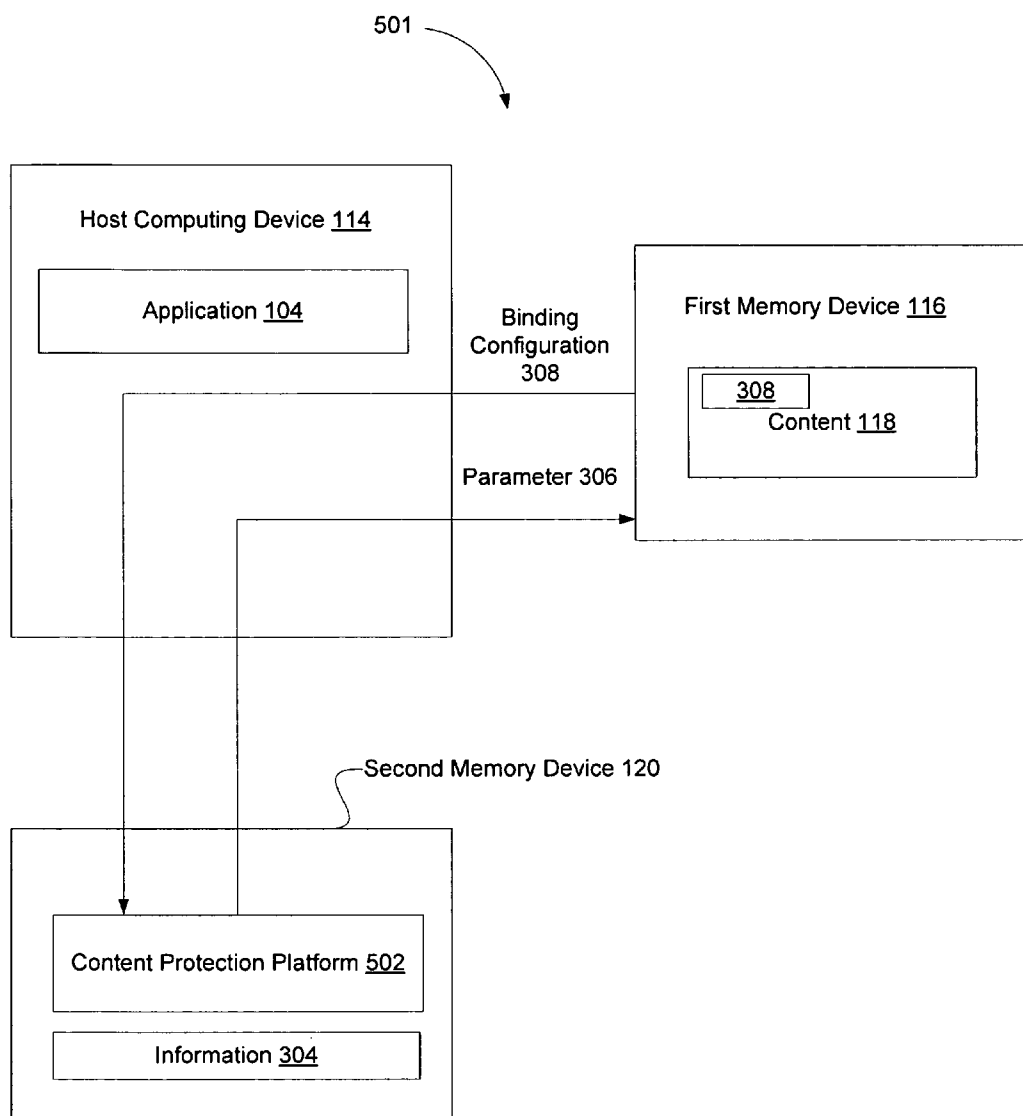 501
Host Computing Device 114
Application 104
Binding
Configuration
308
First Memory Device 116
308
Content 118
Parameter 306
Second Memory Device 120
Content Protection Platform 502
Information 304